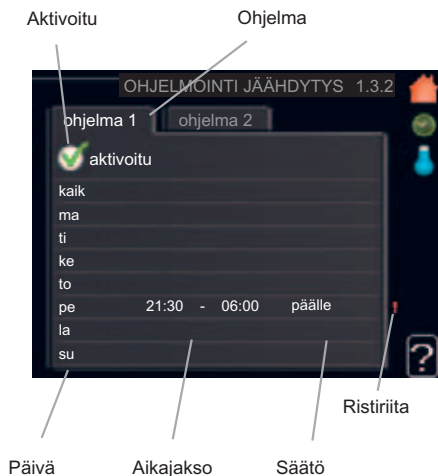 Aktivoitu Ohjelma
OHJELMOINTI JÄÄHDYTYS 1.3.2
ohjelma 1 ohjelma 2
aktivoitu
kaik
ma
ti
ke
to
pe 21:30 - 06:00 päälle !
la
su
?
Ristiriita
Päivä Aikajakso Säätö